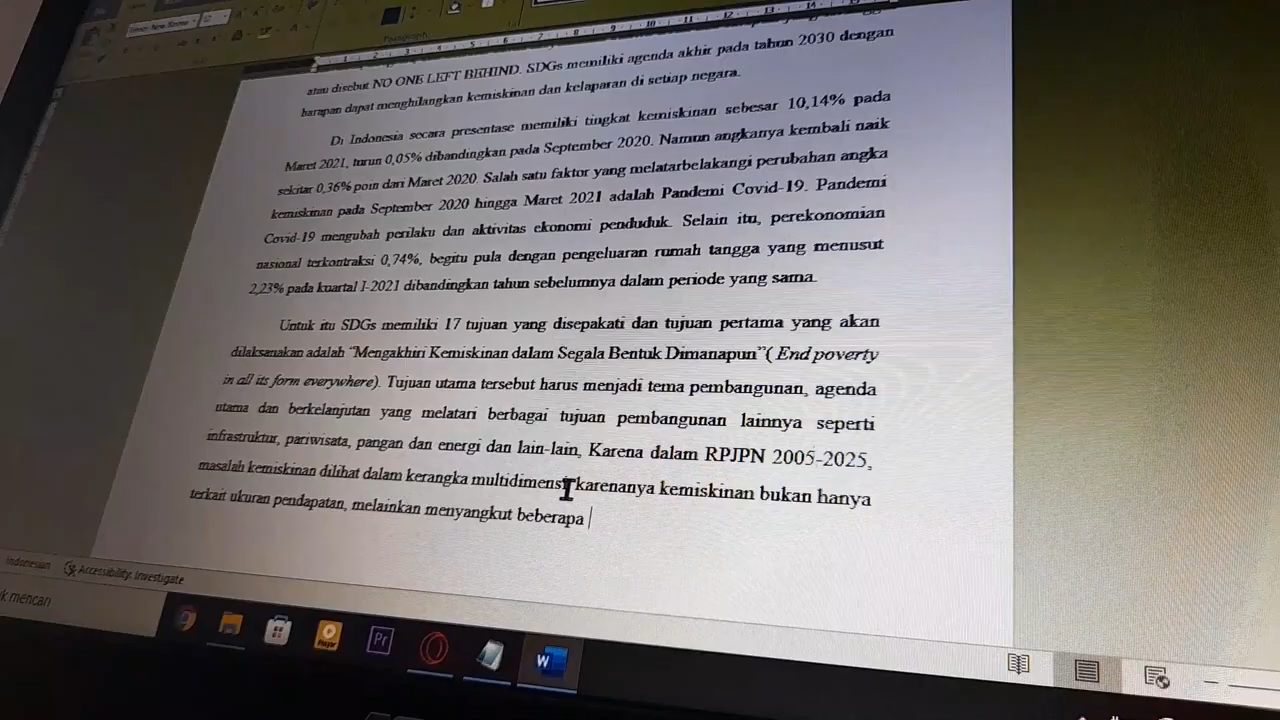 atau disebut NO ONE LEFT BEHIND. SDGs memiliki agenda akhir pada tahun 2030 dengan
harapan dapat menghilangkan kemiskinan dan kelaparan di setiap negara.
Di Indonesia secara presentase memiliki tingkat kemiskinan sebesar 10,14% pada
Maret 2021, turun 0,05% dibandingkan pada September 2020. Namun angkanya kembali naik
sekitar 0,36% poin dari Maret 2020. Salah satu faktor yang melatarbelakangi perubahan angka
kemiskinan pada September 2020 hingga Maret 2021 adalah Pandemi Covid-19. Pandemi
Covid-19 mengubah perilaku dan aktivitas ekonomi penduduk. Selain itu, perekonomian
nasional terkontraksi 0,74%, begitu pula dengan pengeluaran rumah tangga yang menusut
2,23% pada kuartal I-2021 dibandingkan tahun sebelumnya dalam periode yang sama.
Untuk itu SDGs memiliki 17 tujuan yang disepakati dan tujuan pertama yang akan
dilaksanakan adalah "Mengakhiri Kemiskinan dalam Segala Bentuk Dimanapun"( End poverty
in all its form everywhere). Tujuan utama tersebut harus menjadi tema pembangunan, agenda
utama dan berkelanjutan yang melatari berbagai tujuan pembangunan lainnya seperti
infrastruktur, pariwisata, pangan dan energi dan lain-lain, Karena dalam RPJPN 2005-2025,
masalah kemiskinan dilihat dalam kerangka multidimensi karenanya kemiskinan bukan hanya
terkait ukuran pendapatan, melainkan menyangkut beberapa
Indonesian
Accessibility: Investigate
k mencari
Pr
W